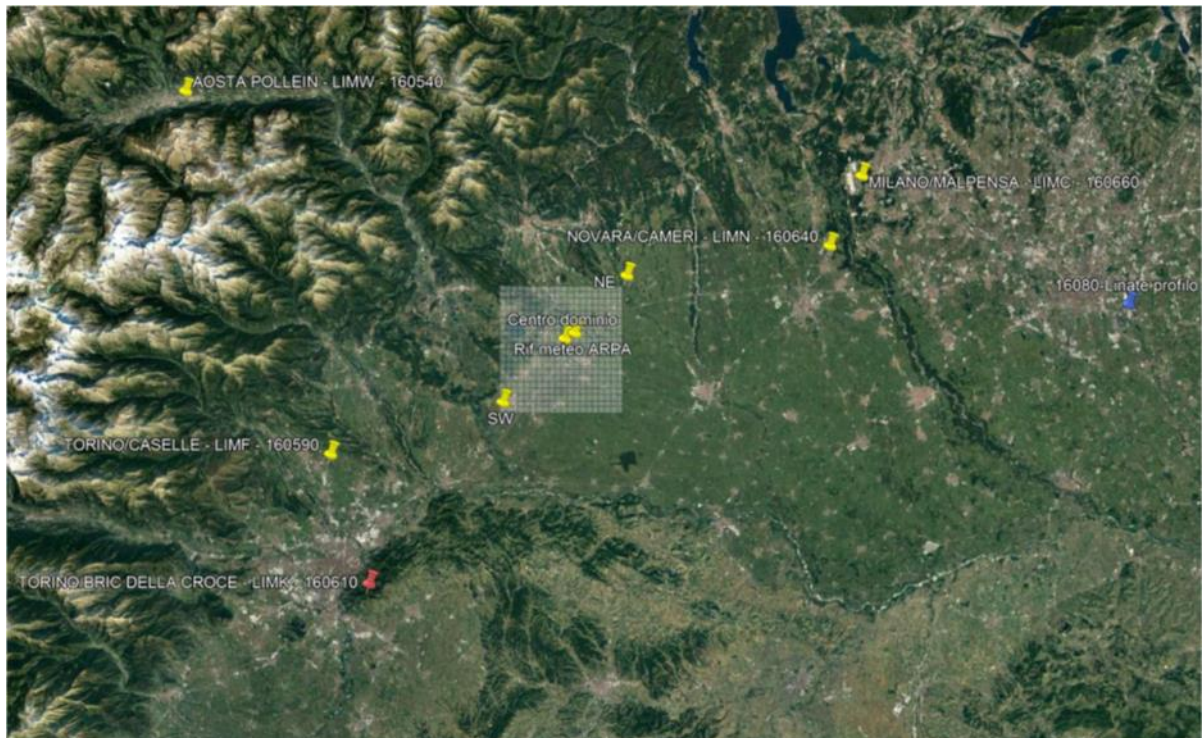 AOSTA POLLEIN - LIMW - 160540
MILANO/MALPENSA - LIMC - 160660
NOVARA/CAMERI - LIMN - 160640
NE
16080-Linate profilo
Centro dominio
Rif meteo ARPA
SW
TORINO/CASELLE - LIMF - 160590
TORINO BRIC DELLA CROCE - LIMK - 160610